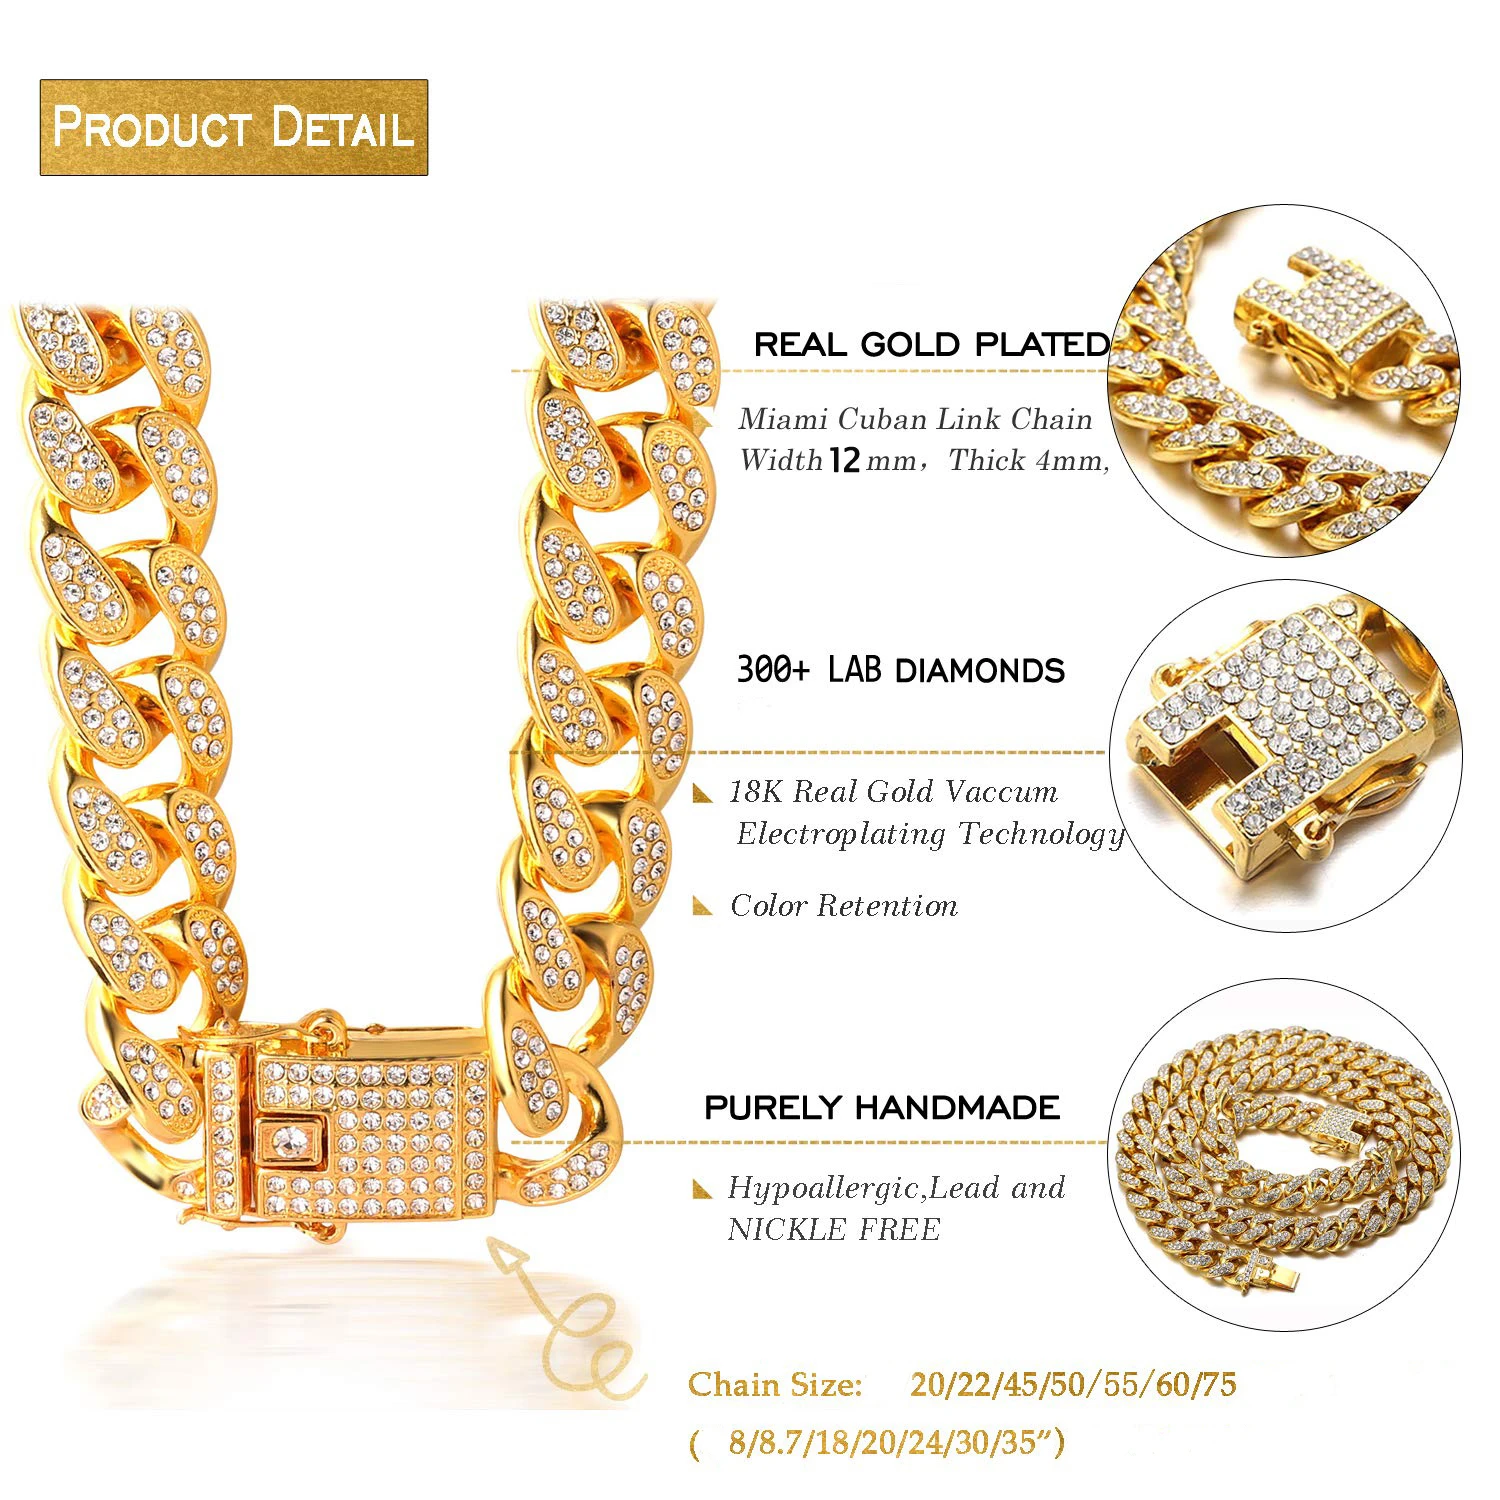 PRODUCT DETAIL
REAL GOLD PLATED
Miami Cuban Link Chain
Width 12 mm, Thick 4mm,
300+ LAB DIAMONDS
18K Real Gold Vaccum
Electroplating Technology
Color Retention
PURELY HANDMADE
Hypoallergic,Lead and
NICKLE FREE
Chain Size: 20/22/45/50/55/60/75
( 8/8.7/18/20/24/30/35")